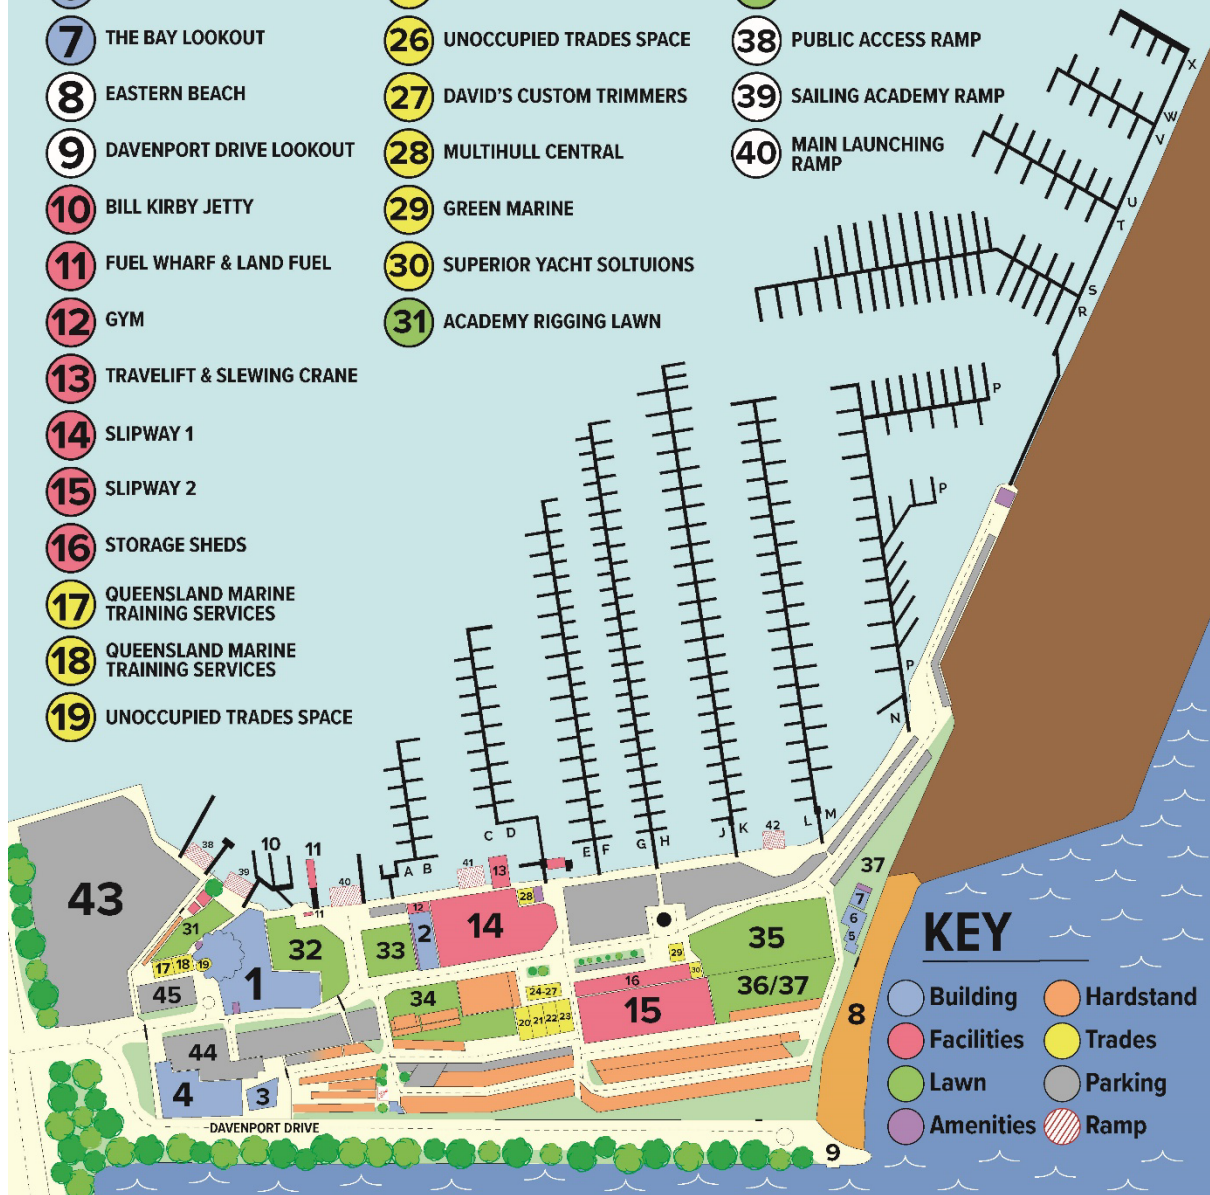 7 THE BAY LOOKOUT
8 EASTERN BEACH
9 DAVENPORT DRIVE LOOKOUT
10 BILL KIRBY JETTY
11 FUEL WHARF & LAND FUEL
12 GYM
13 TRAVELIFT & SLEWING CRANE
14 SLIPWAY 1
15 SLIPWAY 2
16 STORAGE SHEDS
17 QUEENSLAND MARINE
TRAINING SERVICES
18 QUEENSLAND MARINE
TRAINING SERVICES
19 UNOCCUPIED TRADES SPACE
26 UNOCCUPIED TRADES SPACE
27 DAVID'S CUSTOM TRIMMERS
28 MULTIHULL CENTRAL
29 GREEN MARINE
30 SUPERIOR YACHT SOLTUIONS
31 ACADEMY RIGGING LAWN
38 PUBLIC ACCESS RAMP
39 SAILING ACADEMY RAMP
40 MAIN LAUNCHING
RAMP
X
W
V
U
T
S
R
P
P
P
N
L M
42
J K
G H
E F
C D
A B
41
13
28
40
11
11
10
39
38
43
31
17 18 19
45
1
32
33
12
2
14
34
24-27
20 21 22 23
16
15
29
30
35
36/37
37
7
6
5
8
9
44
4
3
DAVENPORT DRIVE
KEY
Building
Hardstand
Facilities
Trades
Lawn
Parking
Amenities
Ramp